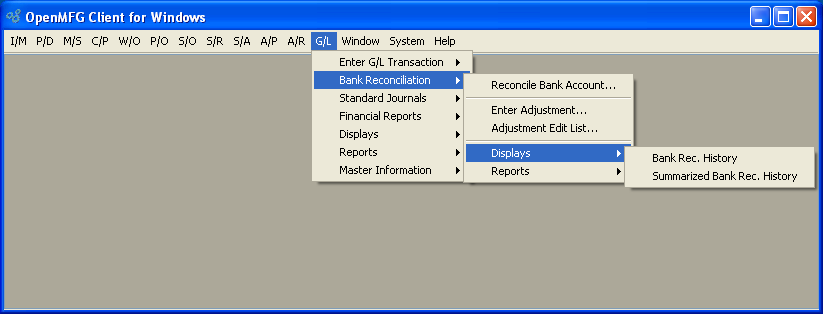 OpenMFG Client for Windows
I/M P/D M/S C/P W/O P/O S/O S/R S/A A/P A/R G/L Window System Help
Enter G/L Transaction
Bank Reconciliation
Standard Journals
Financial Reports
Displays
Reports
Master Information
Reconcile Bank Account...
Enter Adjustment...
Adjustment Edit List...
Displays
Reports
Bank Rec. History
Summarized Bank Rec. History